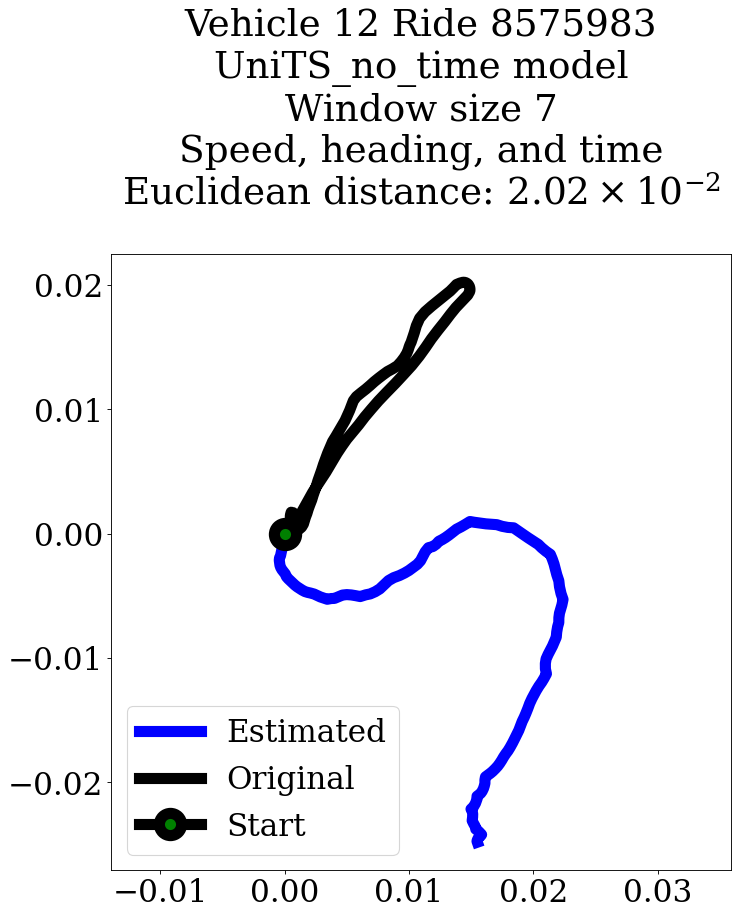 Vehicle 12 Ride 8575983
UniTS_no_time model
Window size 7
Speed, heading, and time
Euclidean distance: 2.02 × 10⁻²
0.02
0.01
0.00
−0.01
−0.02
Estimated
Original
Start
−0.01 0.00 0.01 0.02 0.03